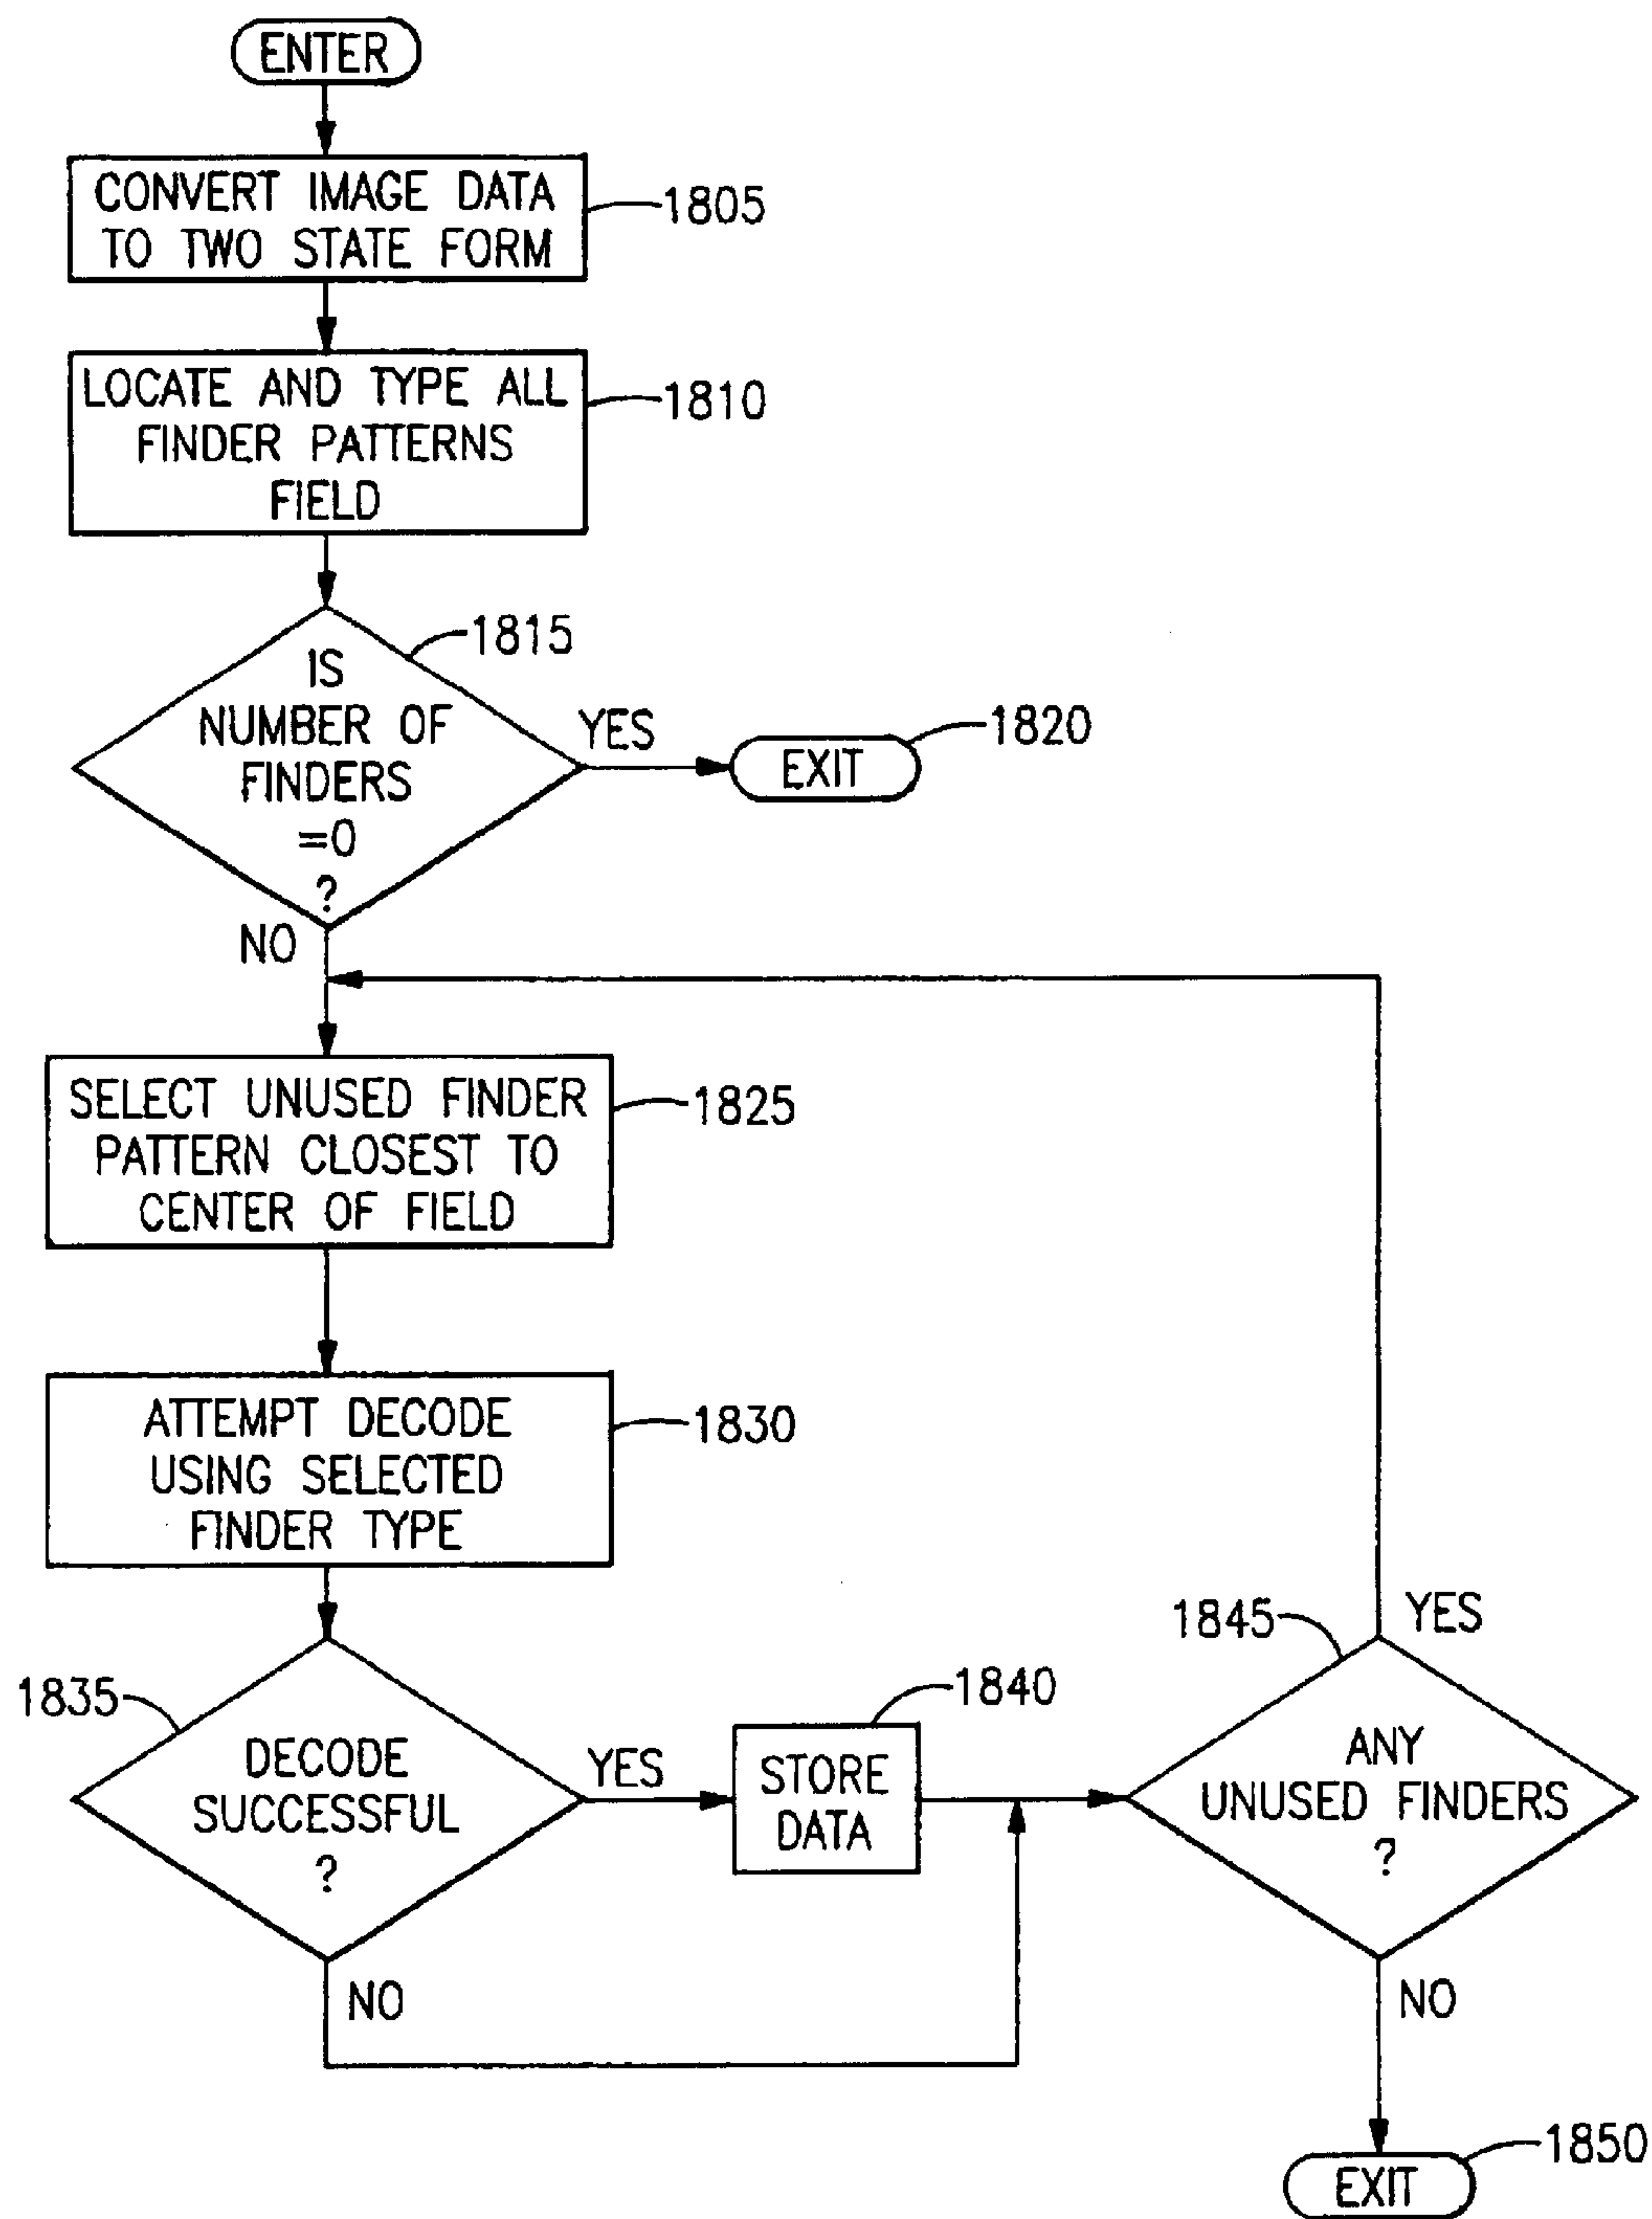 ENTER
CONVERT IMAGE DATA
TO TWO STATE FORM
1805
LOCATE AND TYPE ALL
FINDER PATTERNS
FIELD
1810
1815
IS
NUMBER OF
FINDERS
=0
?
YES
EXIT
1820
NO
SELECT UNUSED FINDER
PATTERN CLOSEST TO
CENTER OF FIELD
1825
ATTEMPT DECODE
USING SELECTED
FINDER TYPE
1830
1835
DECODE
SUCCESSFUL
?
YES
NO
1840
STORE
DATA
1845
YES
ANY
UNUSED FINDERS
?
NO
EXIT
1850